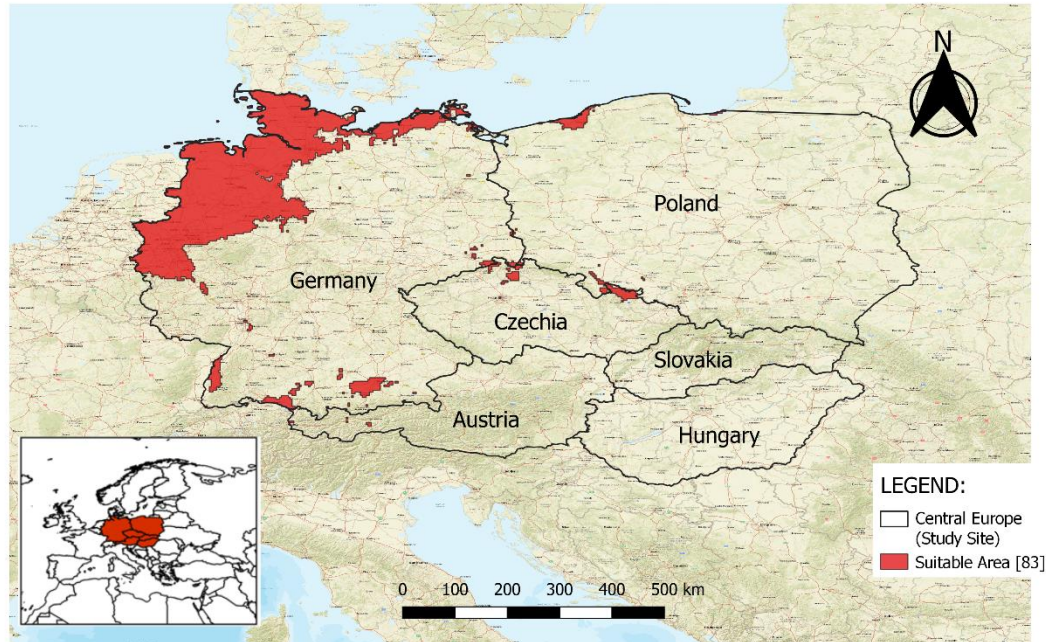 N
Poland
Germany
Czechia
Slovakia
Austria
Hungary
LEGEND:
Central Europe
(Study Site)
Suitable Area [83]
0 100 200 300 400 500 km